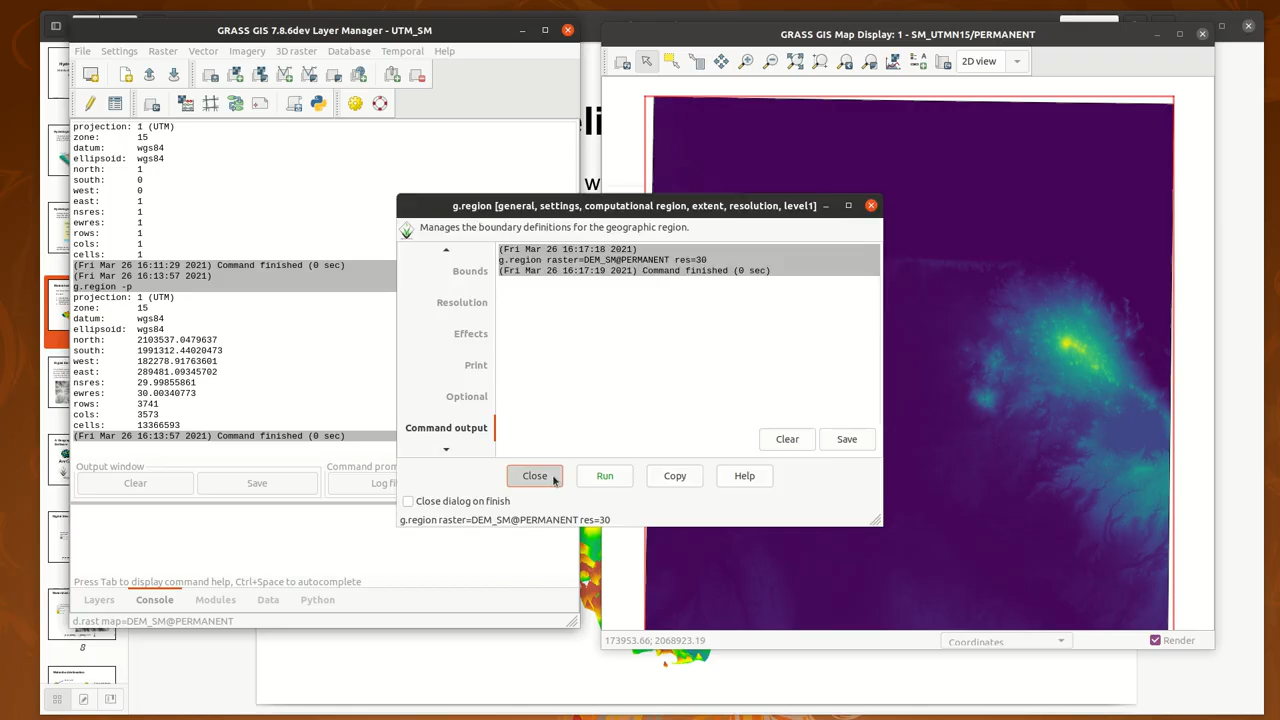 GRASS GIS 7.8.6dev Layer Manager - UTM_SM
File Settings Raster Vector Imagery 3D raster Database Temporal Help
projection: 1 (UTM)
zone: 15
datum: wgs84
ellipsoid: wgs84
north: 1
south: 0
west: 0
east: 1
nsres: 1
ewres: 1
rows: 1
cols: 1
cells: 1
(Fri Mar 26 16:11:29 2021) Command finished (0 sec)
(Fri Mar 26 16:13:57 2021)
g.region -p
projection: 1 (UTM)
zone: 15
datum: wgs84
ellipsoid: wgs84
north: 2103537.0479637
south: 1991312.44020473
west: 182278.91763601
east: 289481.09345702
nsres: 29.99855861
ewres: 30.00340773
rows: 3741
cols: 3573
cells: 13366593
(Fri Mar 26 16:13:57 2021) Command finished (0 sec)
Output window
Clear Save
Command prom
Log fi
Press Tab to display command help, Ctrl+Space to autocomplete
Layers Console Modules Data Python
d.rast map=DEM_SM@PERMANENT
8
eli
w
g.region [general, settings, computational region, extent, resolution, level1]
Manages the boundary definitions for the geographic region.
Bounds
Resolution
Effects
Print
Optional
Command output
(Fri Mar 26 16:17:18 2021)
g.region raster=DEM_SM@PERMANENT res=30
(Fri Mar 26 16:17:19 2021) Command finished (0 sec)
Clear Save
Close Run Copy Help
Close dialog on finish
g.region raster=DEM_SM@PERMANENT res=30
GRASS GIS Map Display: 1 - SM_UTMN15/PERMANENT
2D view
173953.66; 2068923.19
Coordinates
Render